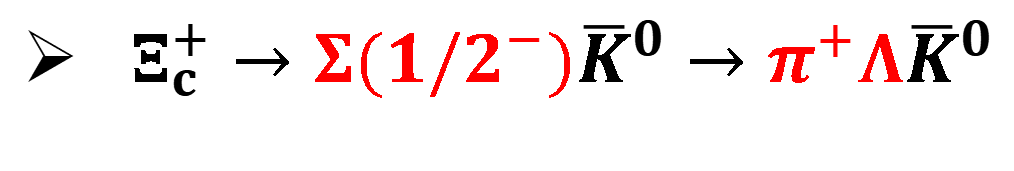 ➢ Ξc+ → Σ(1/2−)K̅0 → π+ΛK̅0